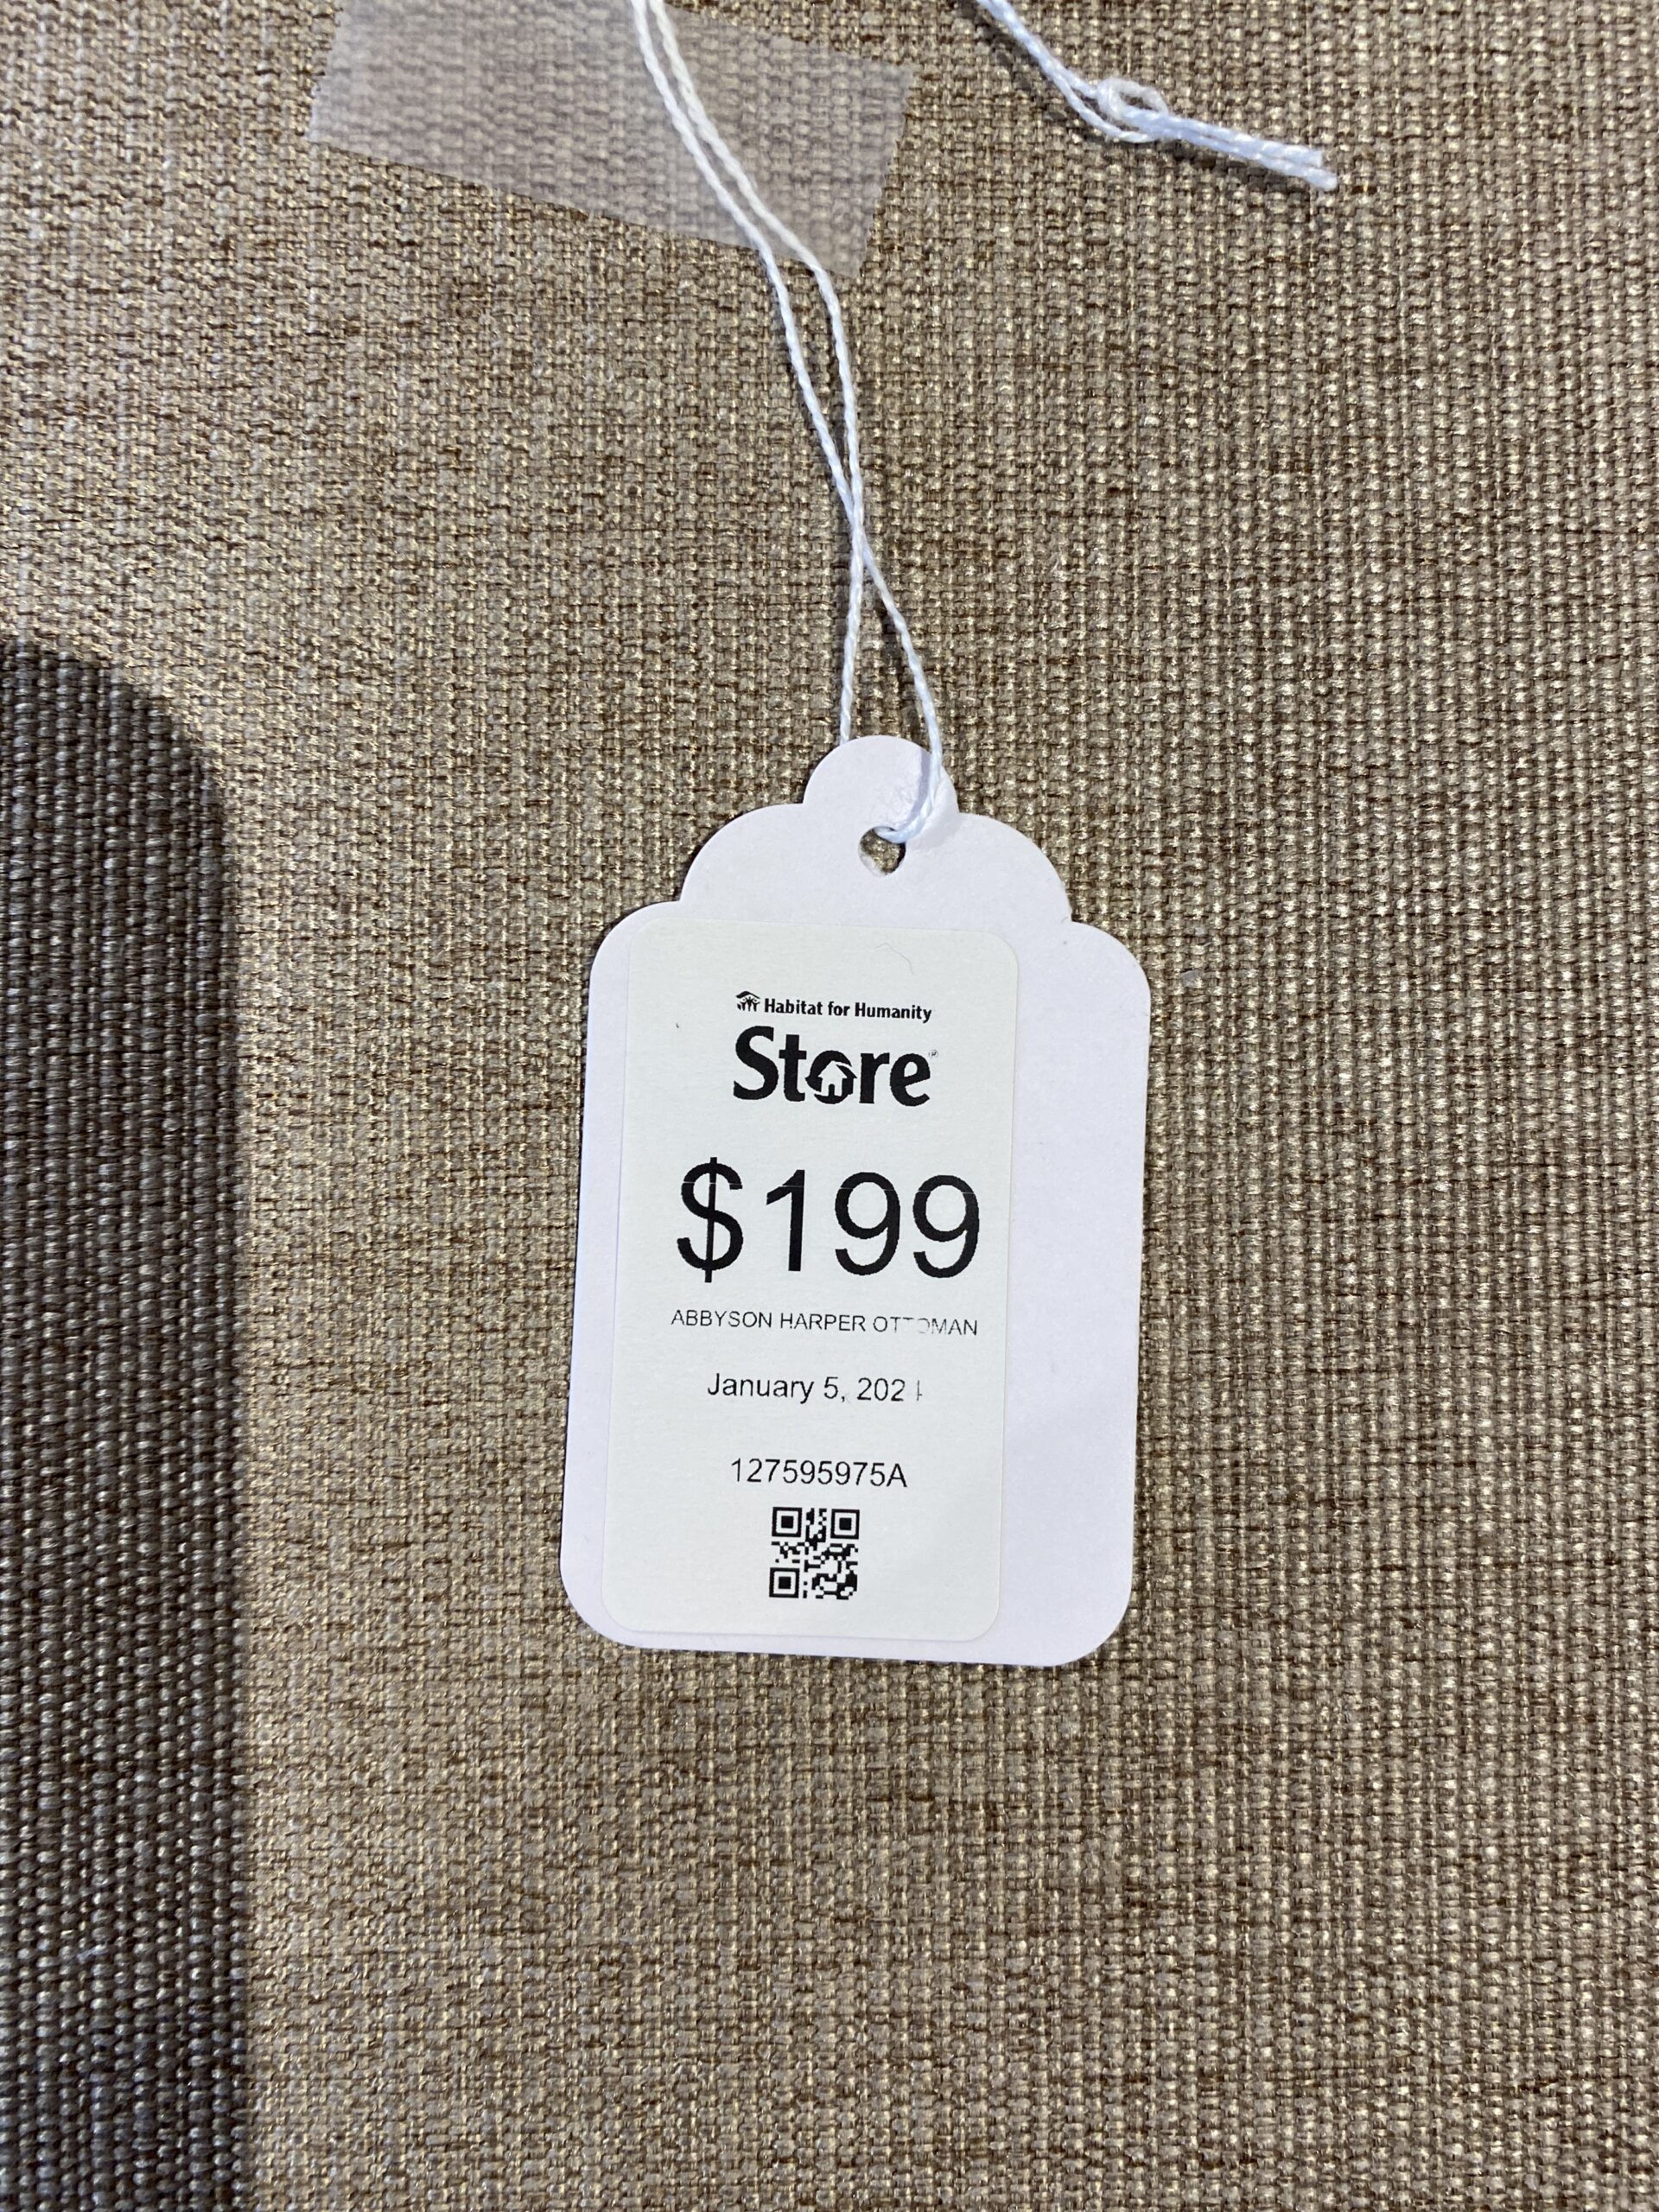 Habitat for Humanity
Store®
$199
ABBYSON HARPER OTTOMAN
January 5,
127595975A